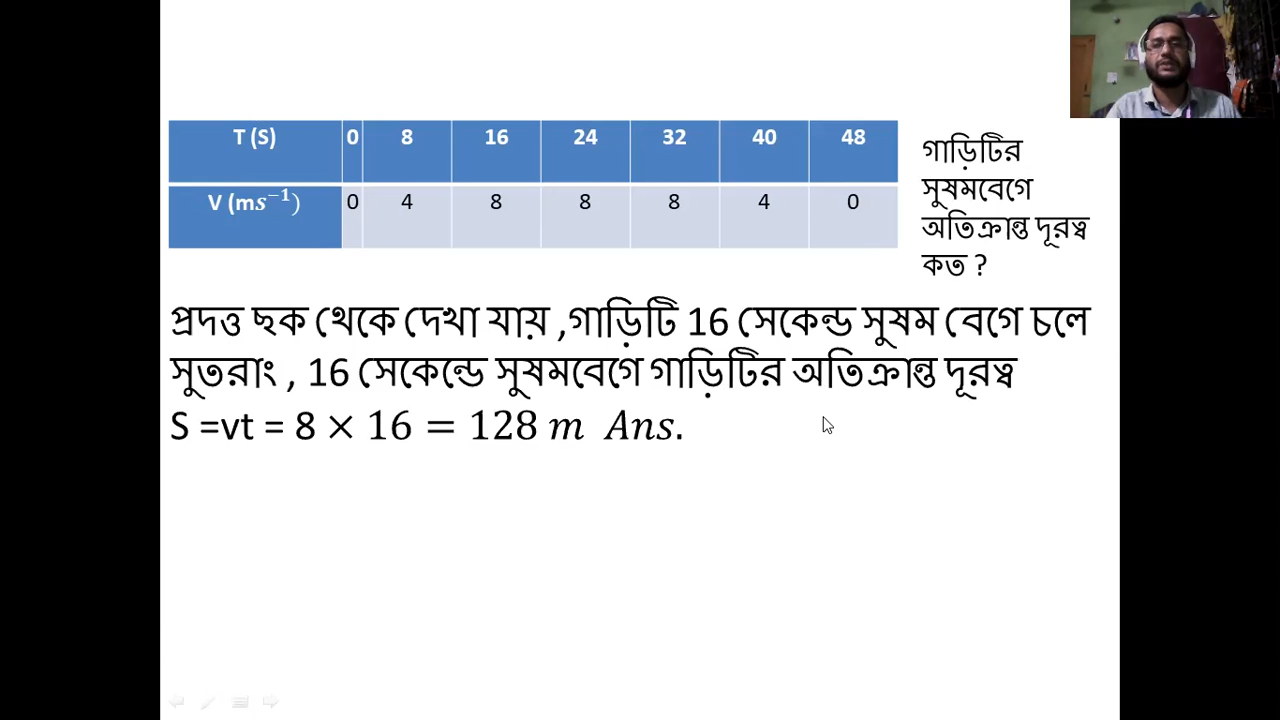 T (S) 0 8 16 24 32 40 48
V (ms⁻¹) 0 4 8 8 8 4 0
গাড়িটির
সুষমবেগে
অতিক্রান্ত দূরত্ব
কত ?
প্রদত্ত ছক থেকে দেখা যায় ,গাড়িটি 16 সেকেন্ড সুষম বেগে চলে
সুতরাং , 16 সেকেন্ডে সুষমবেগে গাড়িটির অতিক্রান্ত দূরত্ব
S =vt = 8 × 16 = 128 m Ans.